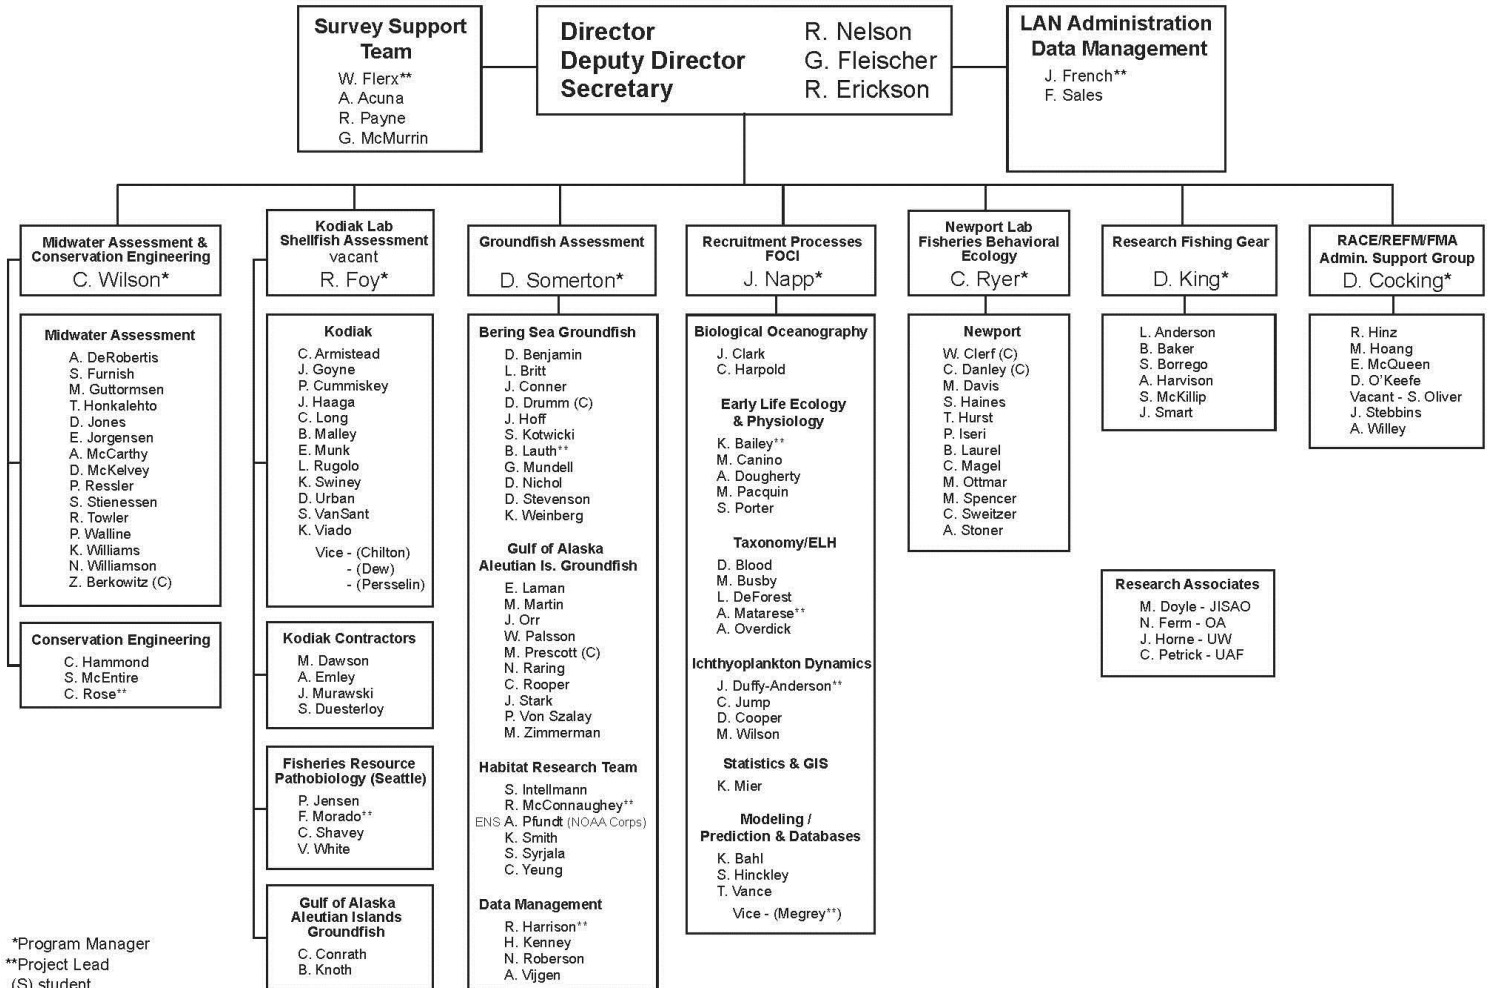 Survey Support
Team
W. Flerx**
A. Acuna
R. Payne
G. McMurrin
Director R. Nelson
Deputy Director G. Fleischer
Secretary R. Erickson
LAN Administration
Data Management
J. French**
F. Sales
Midwater Assessment &
Conservation Engineering
C. Wilson*
Midwater Assessment
A. DeRobertis
S. Furnish
M. Guttormsen
T. Honkalehto
D. Jones
E. Jorgensen
A. McCarthy
D. McKelvey
P. Ressler
S. Stienessen
R. Towler
P. Walline
K. Williams
N. Williamson
Z. Berkowitz (C)
Conservation Engineering
C. Hammond
S. McEntire
C. Rose**
Kodiak Lab
Shellfish Assessment
vacant
R. Foy*
Kodiak
C. Armistead
J. Goyne
P. Cummiskey
J. Haaga
C. Long
B. Malley
E. Munk
L. Rugolo
K. Swiney
D. Urban
S. VanSant
K. Viado
Vice - (Chilton)
- (Dew)
- (Persselin)
Kodiak Contractors
M. Dawson
A. Emley
J. Murawski
S. Duesterloy
Fisheries Resource
Pathobiology (Seattle)
P. Jensen
F. Morado**
C. Shavey
V. White
Gulf of Alaska
Aleutian Islands
Groundfish
C. Conrath
B. Knoth
Groundfish Assessment
D. Somerton*
Bering Sea Groundfish
D. Benjamin
L. Britt
J. Conner
D. Drumm (C)
J. Hoff
S. Kotwicki
B. Lauth**
G. Mundell
D. Nichol
D. Stevenson
K. Weinberg
Gulf of Alaska
Aleutian Is. Groundfish
E. Laman
M. Martin
J. Orr
W. Palsson
M. Prescott (C)
N. Raring
C. Rooper
J. Stark
P. Von Szalay
M. Zimmerman
Habitat Research Team
S. Intellmann
R. McConnaughey**
ENS A. Pfundt (NOAA Corps)
K. Smith
S. Syrjala
C. Yeung
Data Management
R. Harrison**
H. Kenney
N. Roberson
A. Vijgen
Recruitment Processes
FOCI
J. Napp*
Biological Oceanography
J. Clark
C. Harpold
Early Life Ecology
& Physiology
K. Bailey**
M. Canino
A. Dougherty
M. Pacquin
S. Porter
Taxonomy/ELH
D. Blood
M. Busby
L. DeForest
A. Matarese**
A. Overdick
Ichthyoplankton Dynamics
J. Duffy-Anderson**
C. Jump
D. Cooper
M. Wilson
Statistics & GIS
K. Mier
Modeling /
Prediction & Databases
K. Bahl
S. Hinckley
T. Vance
Vice - (Megrey**)
Newport Lab
Fisheries Behavioral
Ecology
C. Ryer*
Newport
W. Clerf (C)
C. Danley (C)
M. Davis
S. Haines
T. Hurst
P. Iseri
B. Laurel
C. Magel
M. Ottmar
M. Spencer
C. Sweitzer
A. Stoner
Research Fishing Gear
D. King*
L. Anderson
B. Baker
S. Borrego
A. Harvison
S. McKillip
J. Smart
Research Associates
M. Doyle - JISAO
N. Ferm - OA
J. Horne - UW
C. Petrick - UAF
RACE/REFM/FMA
Admin. Support Group
D. Cocking*
R. Hinz
M. Hoang
E. McQueen
D. O'Keefe
Vacant - S. Oliver
J. Stebbins
A. Willey
*Program Manager
**Project Lead
(S) student